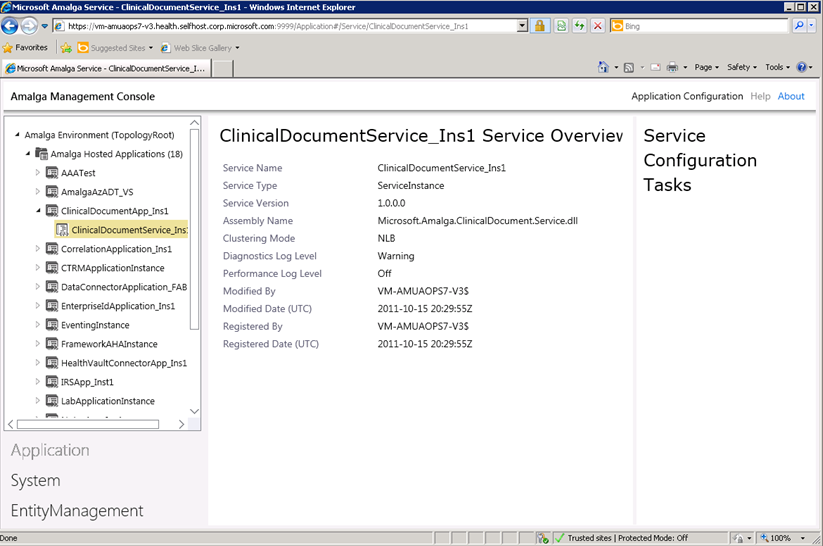 Microsoft Amalga Service - ClinicalDocumentService_Ins1 - Windows Internet Explorer
https://vm-amuaops7-v3.health.selfhost.corp.microsoft.com:9999/Application#/Service/ClinicalDocumentService_Ins1
Bing
Favorites Suggested Sites Web Slice Gallery
Microsoft Amalga Service - ClinicalDocumentService_I...
Page Safety Tools
Amalga Management Console
Application Configuration Help About
Amalga Environment (TopologyRoot)
Amalga Hosted Applications (18)
AAATest
AmalgaAzADT_VS
ClinicalDocumentApp_Ins1
ClinicalDocumentService_Ins1
CorrelationApplication_Ins1
CTRMApplicationInstance
DataConnectorApplication_FAB
EnterpriseIdApplication_Ins1
EventingInstance
FrameworkAHAInstance
HealthVaultConnectorApp_Ins1
IRSApp_Inst1
LabApplicationInstance
Application
System
EntityManagement
ClinicalDocumentService_Ins1 Service Overview
Service Name ClinicalDocumentService_Ins1
Service Type ServiceInstance
Service Version 1.0.0.0
Assembly Name Microsoft.Amalga.ClinicalDocument.Service.dll
Clustering Mode NLB
Diagnostics Log Level Warning
Performance Log Level Off
Modified By VM-AMUAOPS7-V3$
Modified Date (UTC) 2011-10-15 20:29:55Z
Registered By VM-AMUAOPS7-V3$
Registered Date (UTC) 2011-10-15 20:29:55Z
Service
Configuration
Tasks
Done
Trusted sites | Protected Mode: Off
100%